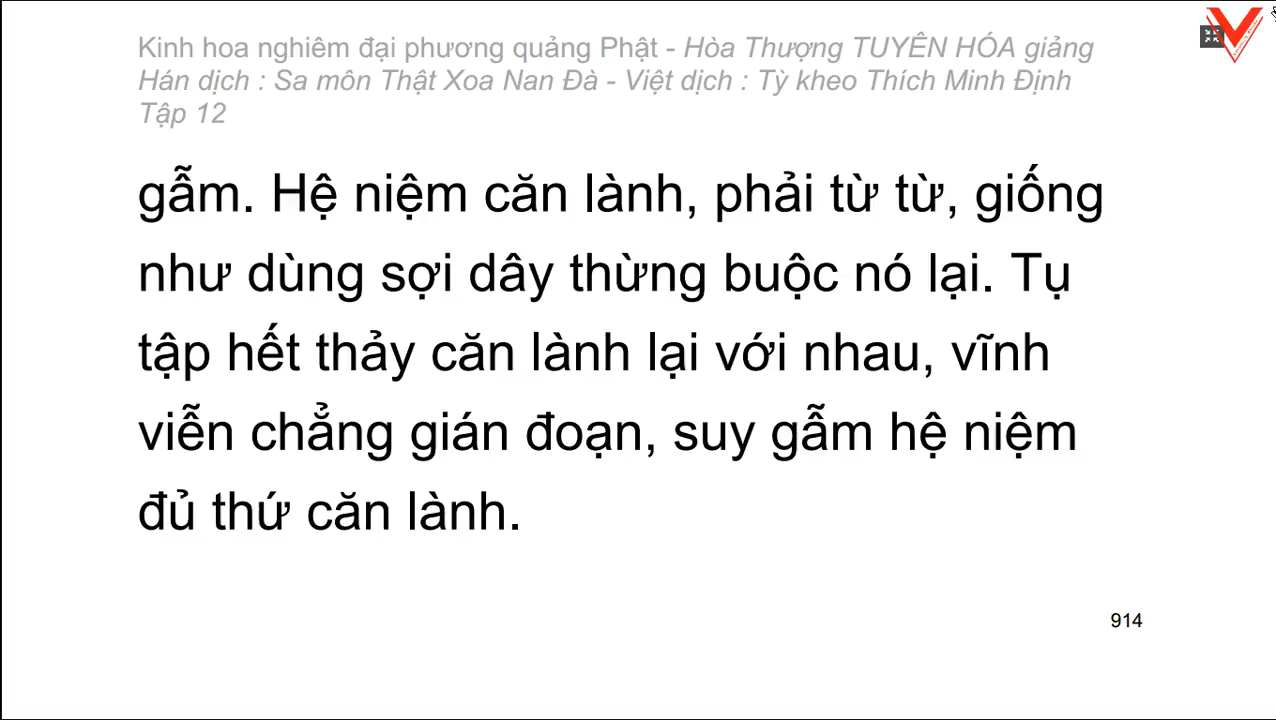 Kinh hoa nghiêm đại phương quảng Phật - Hòa Thượng TUYÊN HÓA giảng
Hán dịch : Sa môn Thật Xoa Nan Đà - Việt dịch : Tỳ kheo Thích Minh Định
Tập 12
gẫm. Hệ niệm căn lành, phải từ từ, giống
như dùng sợi dây thừng buộc nó lại. Tụ
tập hết thảy căn lành lại với nhau, vĩnh
viễn chẳng gián đoạn, suy gẫm hệ niệm
đủ thứ căn lành.
914